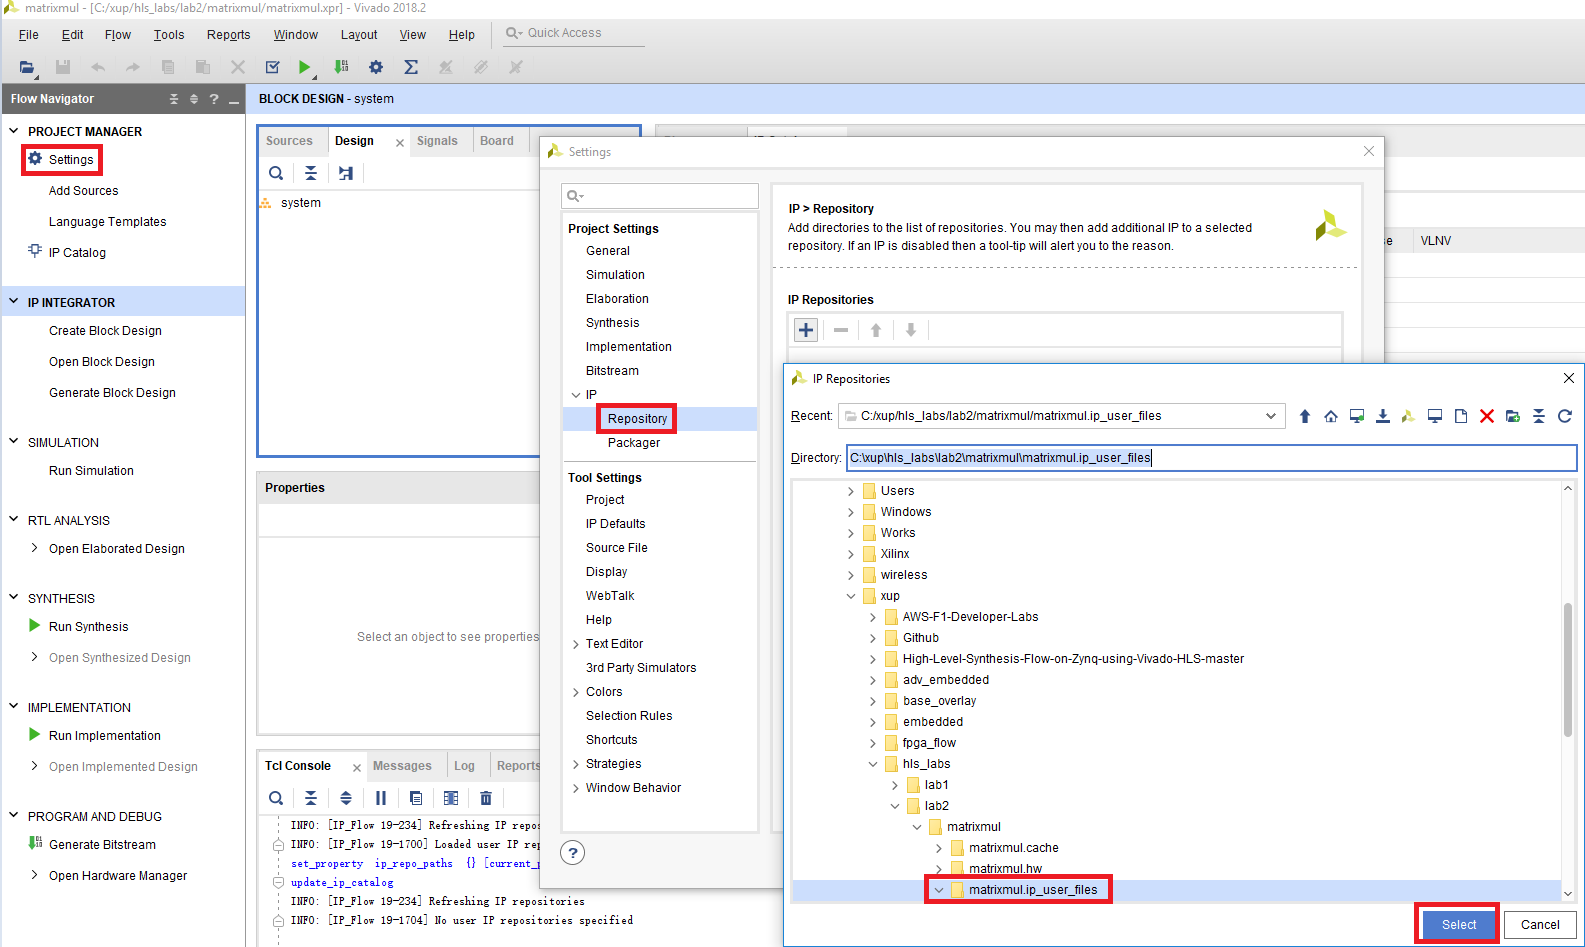 matrixmul - [C:/xup/hls_labs/lab2/matrixmul/matrixmul.xpr] - Vivado 2018.2
File Edit Flow Tools Reports Window Layout View Help Quick Access
Flow Navigator
PROJECT MANAGER
Settings
Add Sources
Language Templates
IP Catalog
IP INTEGRATOR
Create Block Design
Open Block Design
Generate Block Design
SIMULATION
Run Simulation
RTL ANALYSIS
Open Elaborated Design
SYNTHESIS
Run Synthesis
Open Synthesized Design
IMPLEMENTATION
Run Implementation
Open Implemented Design
PROGRAM AND DEBUG
Generate Bitstream
Open Hardware Manager
BLOCK DESIGN - system
Sources Design Signals Board
system
Properties
Select an object to see properties
Tcl Console Messages Log Reports
INFO: [IP_Flow 19-234] Refreshing IP repos
INFO: [IP_Flow 19-1700] Loaded user IP rep
set_property ip_repo_paths {} [current_p
update_ip_catalog
INFO: [IP_Flow 19-234] Refreshing IP repositories
INFO: [IP_Flow 19-1704] No user IP repositories specified
Settings
Project Settings
General
Simulation
Elaboration
Synthesis
Implementation
Bitstream
IP
Repository
Packager
Tool Settings
Project
IP Defaults
Source File
Display
WebTalk
Help
Text Editor
3rd Party Simulators
Colors
Selection Rules
Shortcuts
Strategies
Window Behavior
?
IP > Repository
Add directories to the list of repositories. You may then add additional IP to a selected
repository. If an IP is disabled then a tool-tip will alert you to the reason.
IP Repositories
se VLNV
IP Repositories
Recent: C:/xup/hls_labs/lab2/matrixmul/matrixmul.ip_user_files
Directory: C:\xup\hls_labs\lab2\matrixmul\matrixmul.ip_user_files
Users
Windows
Works
Xilinx
wireless
xup
AWS-F1-Developer-Labs
Github
High-Level-Synthesis-Flow-on-Zynq-using-Vivado-HLS-master
adv_embedded
base_overlay
embedded
fpga_flow
hls_labs
lab1
lab2
matrixmul
matrixmul.cache
matrixmul.hw
matrixmul.ip_user_files
Select Cancel